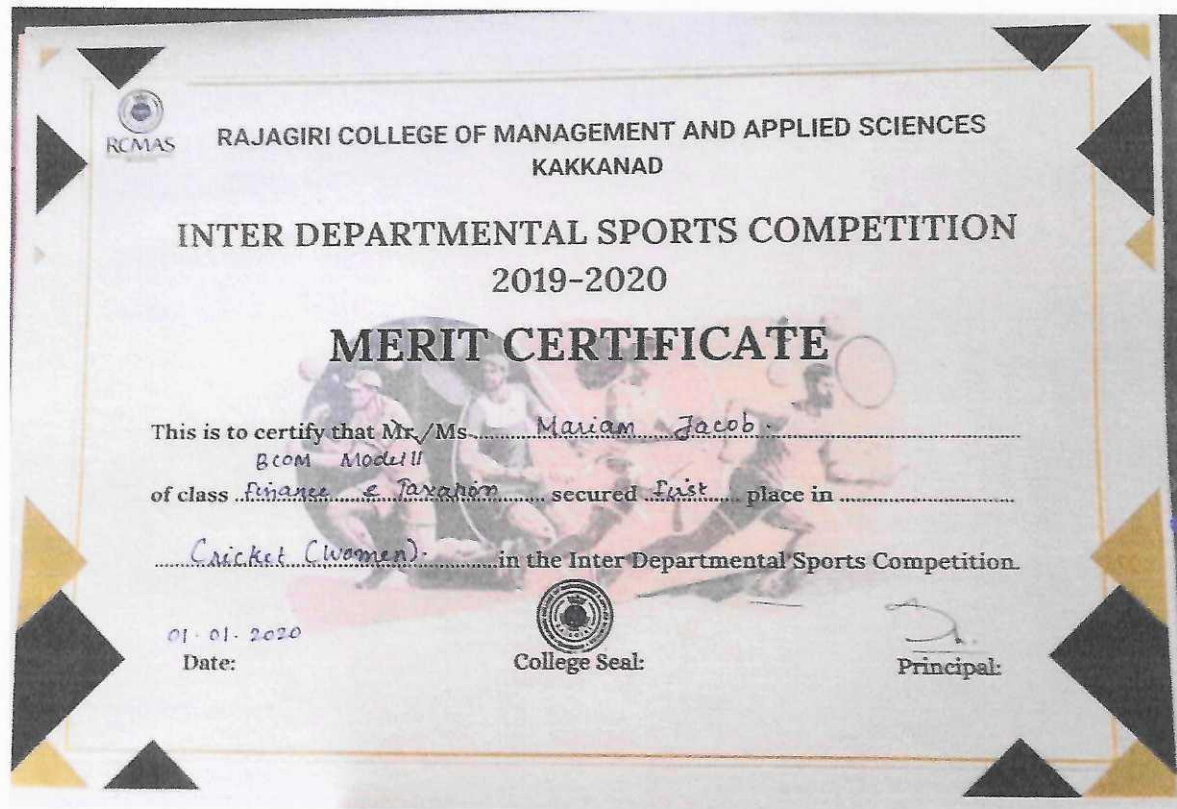 RCMAS
RAJAGIRI COLLEGE OF MANAGEMENT AND APPLIED SCIENCES
KAKKANAD
INTER DEPARTMENTAL SPORTS COMPETITION
2019-2020
MERIT CERTIFICATE
This is to certify that Mr./Ms. Mariam Jacob.
BCOM Model II
of class Finance & Taxation secured first place in
Cricket (Women). in the Inter Departmental Sports Competition.
01.01.2020
Date: College Seal: Principal: